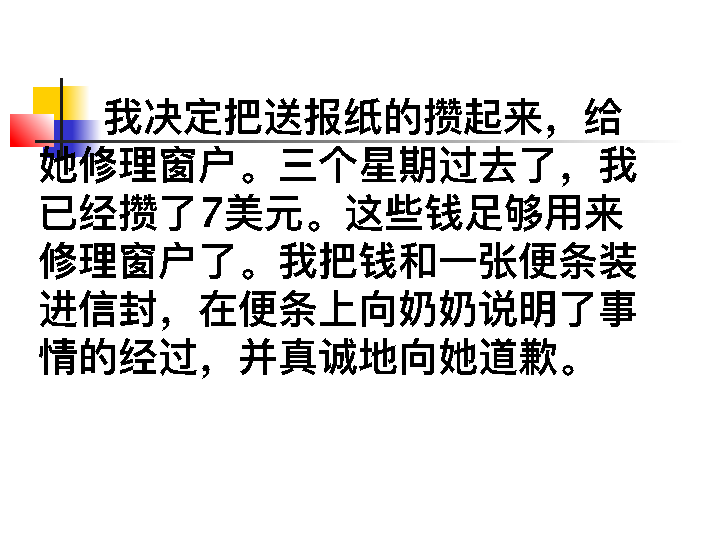 我决定把送报纸的攒起来，给
她修理窗户。三个星期过去了，我
已经攒了7美元。这些钱足够用来
修理窗户了。我把钱和一张便条装
进信封，在便条上向奶奶说明了事
情的经过，并真诚地向她道歉。